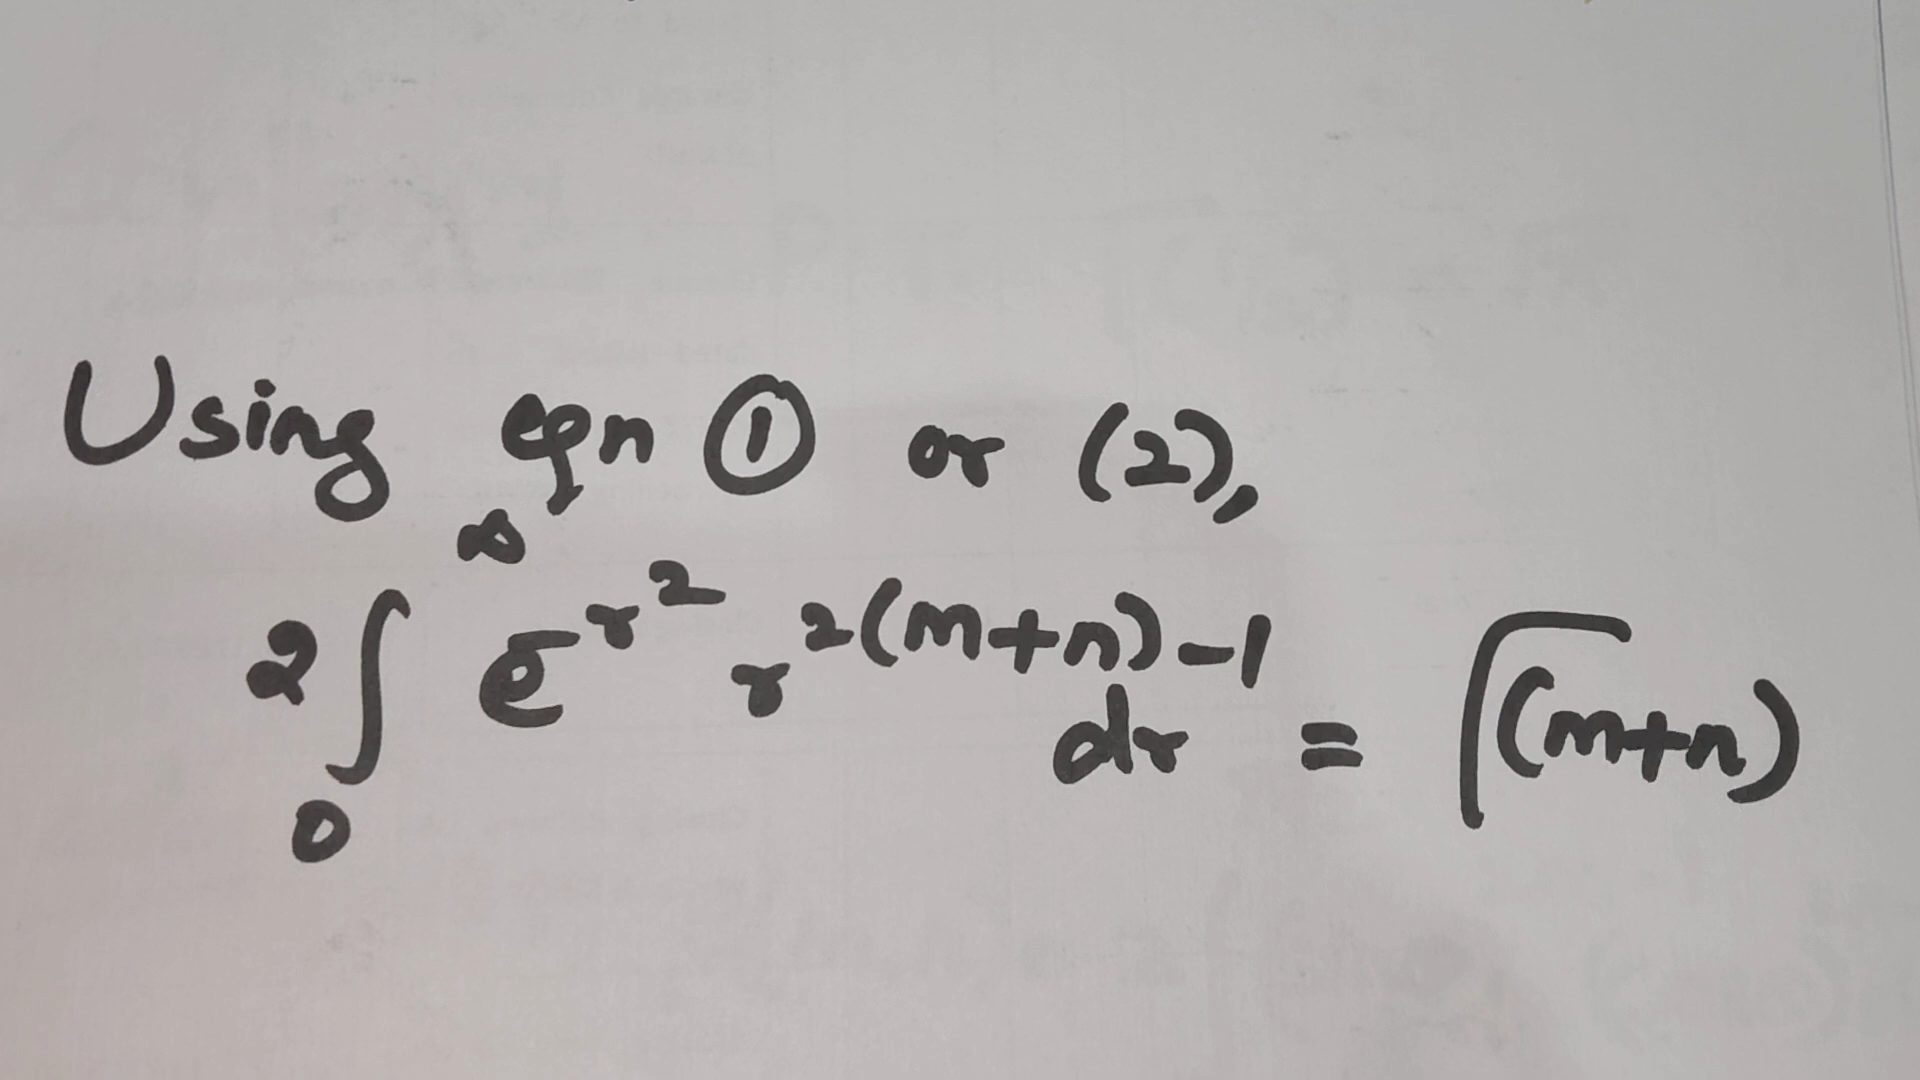 Using eqn ① or (2),
2∫₀^∞ e^{-r²} r^{2(m+n)-1} dr = Γ(m+n)